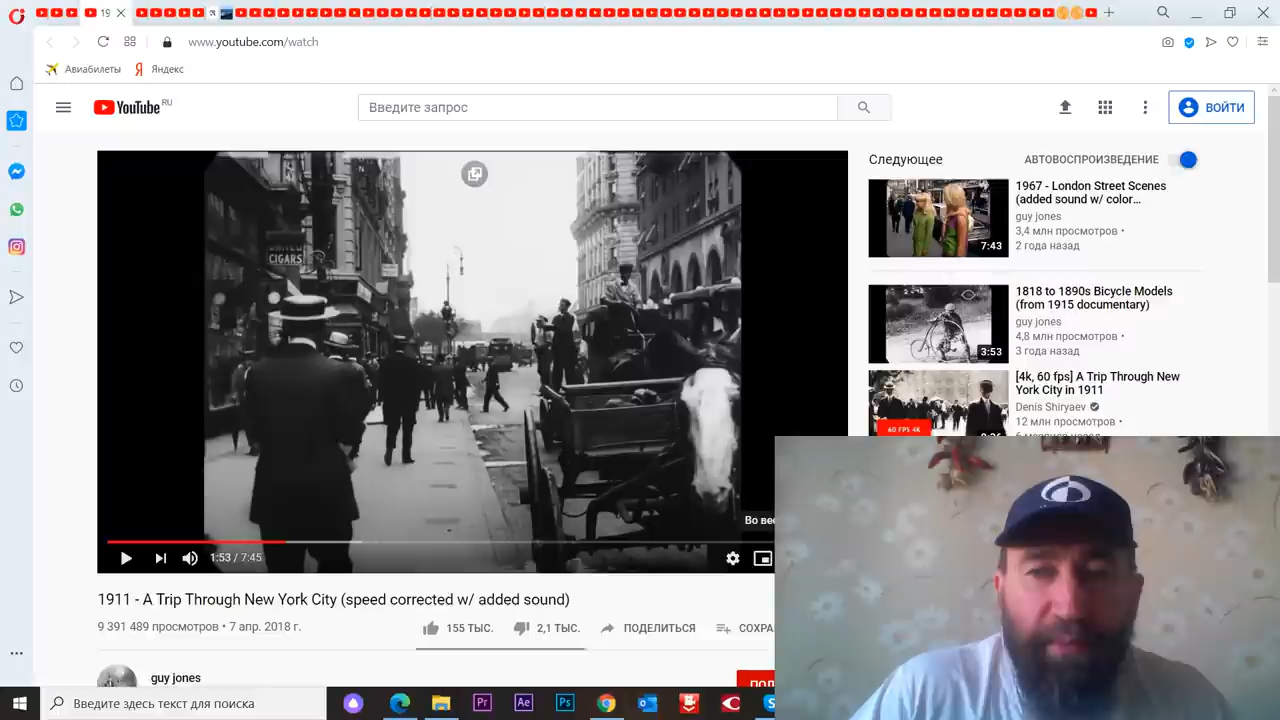 19
www.youtube.com/watch
Авиабилеты
Яндекс
YouTube RU
Введите запрос
ВОЙТИ
Следующее
АВТОВОСПРОИЗВЕДЕНИЕ
CIGARS
1967 - London Street Scenes
(added sound w/ color…
guy jones
3,4 млн просмотров •
2 года назад
7:43
1818 to 1890s Bicycle Models
(from 1915 documentary)
guy jones
4,8 млн просмотров •
3 года назад
3:53
[4k, 60 fps] A Trip Through New
York City in 1911
Denis Shiryaev
12 млн просмотров •
60 FPS 4K
Во ве
1:53 / 7:45
1911 - A Trip Through New York City (speed corrected w/ added sound)
9 391 489 просмотров • 7 апр. 2018 г.
155 ТЫС.
2,1 ТЫС.
ПОДЕЛИТЬСЯ
СОХРА
guy jones
Введите здесь текст для поиска
Pr
Ae
Ps